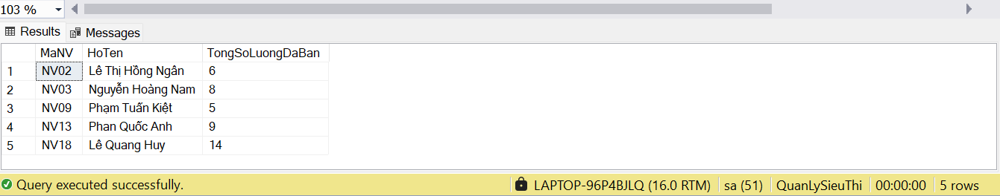 103 %
Results Messages
MaNV HoTen TongSoLuongDaBan
1 NV02 Lê Thị Hồng Ngân 6
2 NV03 Nguyễn Hoàng Nam 8
3 NV09 Phạm Tuấn Kiệt 5
4 NV13 Phan Quốc Anh 9
5 NV18 Lê Quang Huy 14
Query executed successfully. LAPTOP-96P4BJLQ (16.0 RTM) sa (51) QuanLySieuThi 00:00:00 5 rows